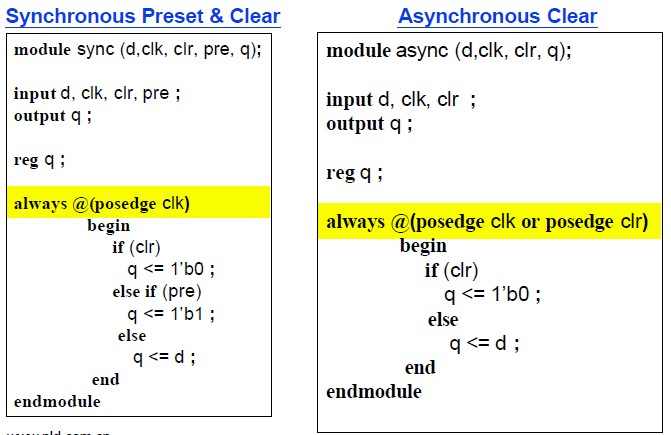 Synchronous Preset & Clear
module sync (d,clk, clr, pre, q);
input d, clk, clr, pre ;
output q ;
reg q ;
always @(posedge clk)
begin
if (clr)
q <= 1’b0 ;
else if (pre)
q <= 1’b1 ;
else
q <= d ;
end
endmodule
Asynchronous Clear
module async (d,clk, clr, q);
input d, clk, clr ;
output q ;
reg q ;
always @(posedge clk or posedge clr)
begin
if (clr)
q <= 1’b0 ;
else
q <= d ;
end
endmodule